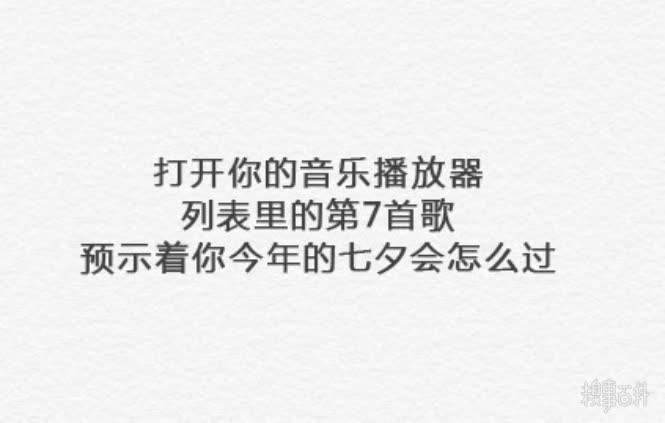 打开你的音乐播放器
列表里的第7首歌
预示着你今年的七夕会怎么过